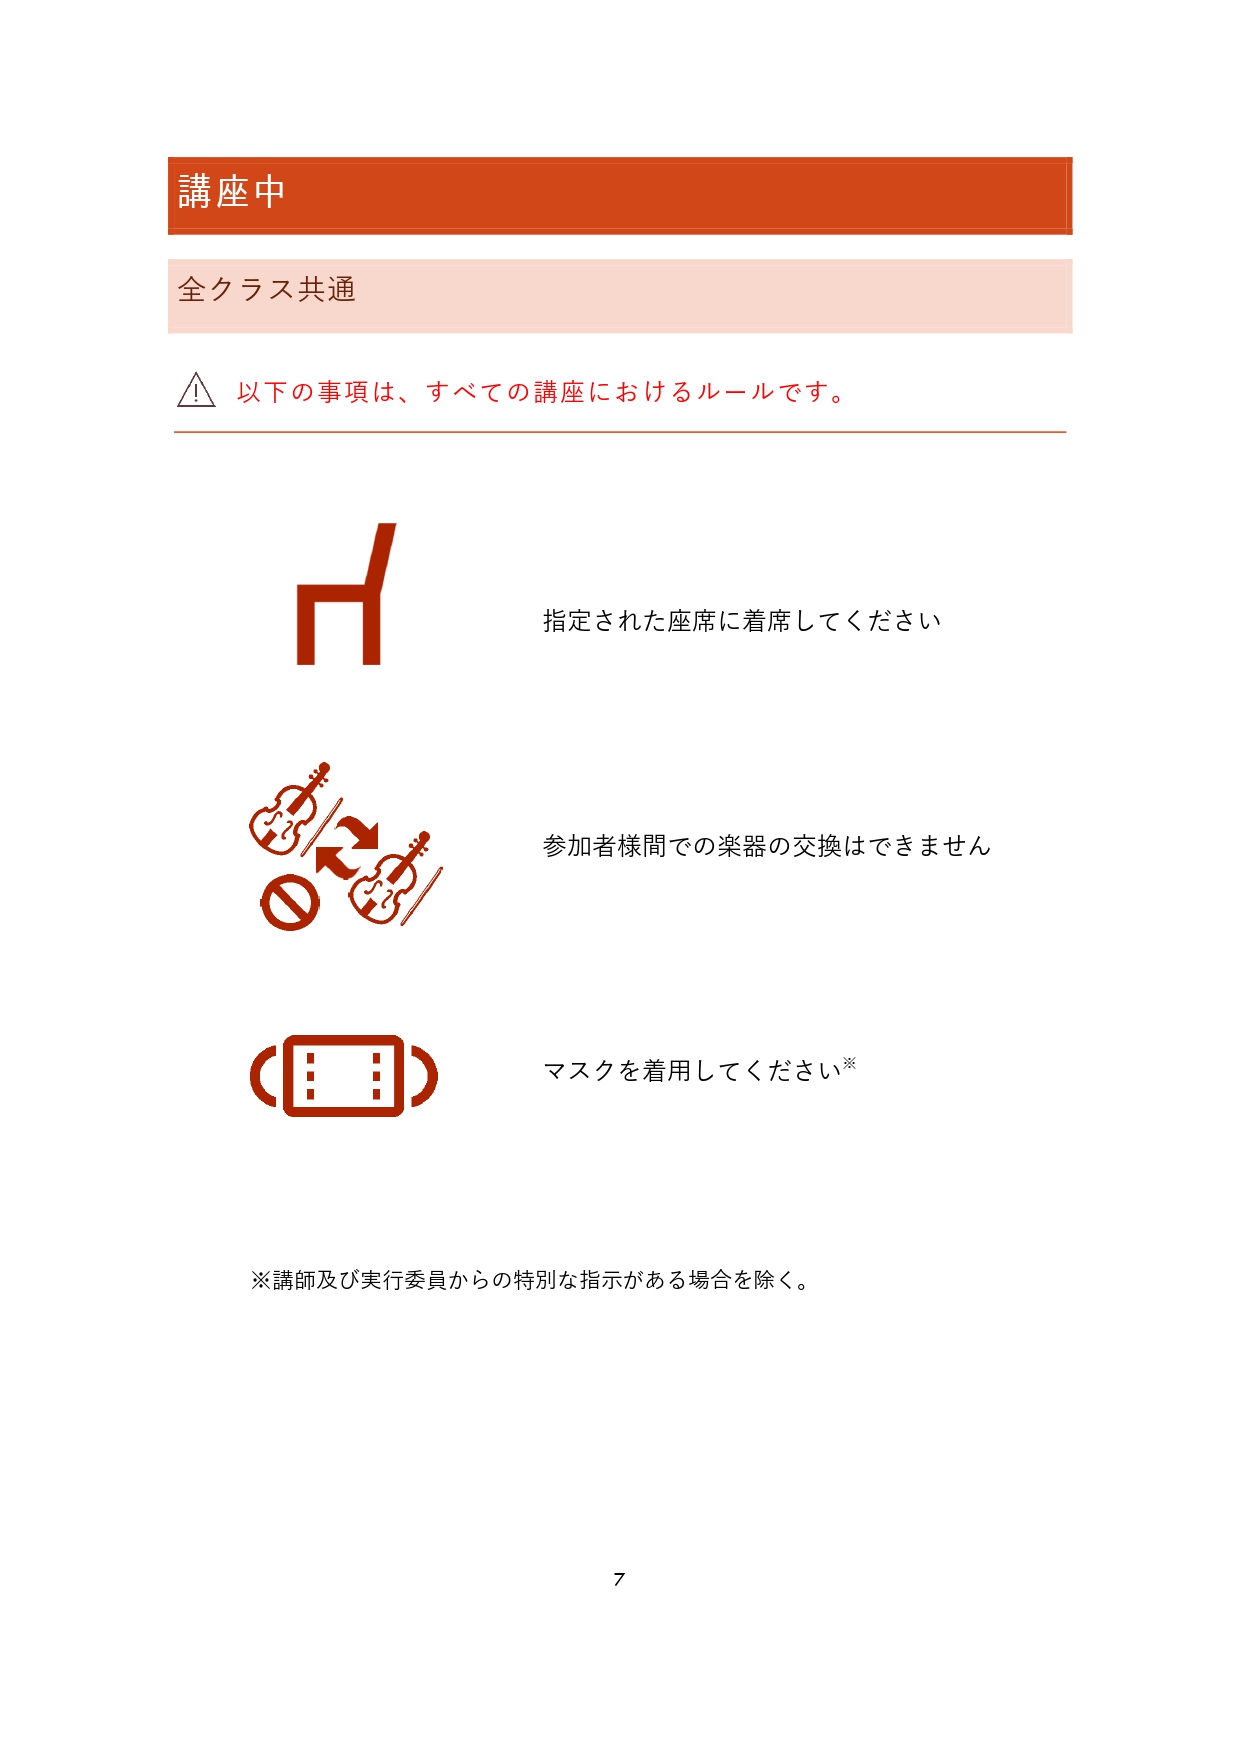 講座中
全クラス共通
以下の事項は、すべての講座におけるルールです。
指定された座席に着席してください
参加者様間での楽器の交換はできません
マスクを着用してください※
※講師及び実行委員からの特別な指示がある場合を除く。
7